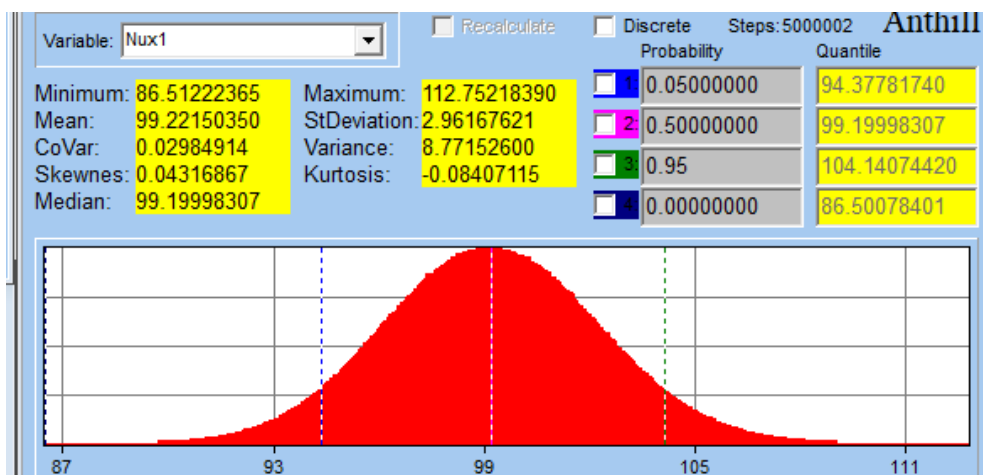 Variable: Nux1 Recalculate Discrete Steps:5000002 Anthill
Probability Quantile
Minimum: 86.51222365 Maximum: 112.75218390 1: 0.05000000 94.37781740
Mean: 99.22150350 StDeviation: 2.96167621 2: 0.50000000 99.19998307
CoVar: 0.02984914 Variance: 8.77152600 3: 0.95 104.14074420
Skewnes: 0.04316867 Kurtosis: -0.08407115
Median: 99.19998307 4: 0.00000000 86.50078401
87 93 99 105 111